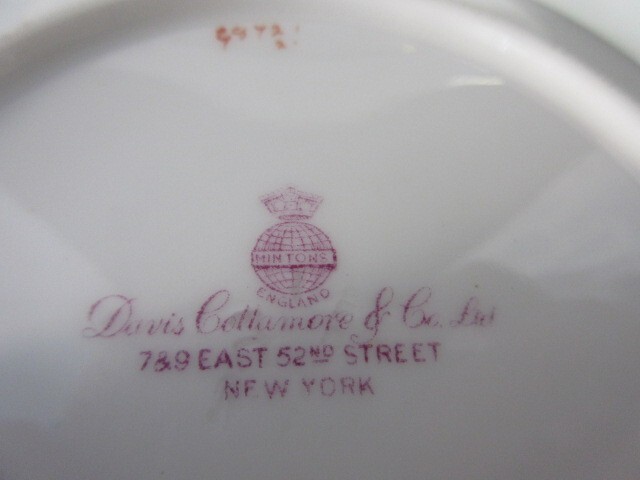 MINTONS
ENGLAND
Davis Collamore & Co. Ltd
7&9 EAST 52ND STREET
NEW YORK